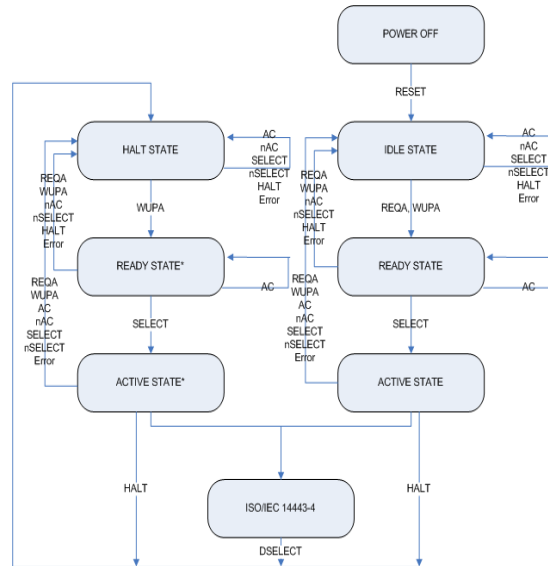 POWER OFF
RESET
HALT STATE
AC
nAC
SELECT
nSELECT
HALT
Error
IDLE STATE
AC
nAC
SELECT
nSELECT
HALT
Error
REQA
WUPA
nAC
nSELECT
HALT
Error
WUPA
REQA
WUPA
nAC
nSELECT
HALT
Error
REQA, WUPA
READY STATE*
AC
READY STATE
AC
REQA
WUPA
AC
nAC
SELECT
nSELECT
Error
SELECT
REQA
WUPA
AC
nAC
SELECT
nSELECT
Error
SELECT
ACTIVE STATE*
ACTIVE STATE
HALT
HALT
ISO/IEC 14443-4
DSELECT